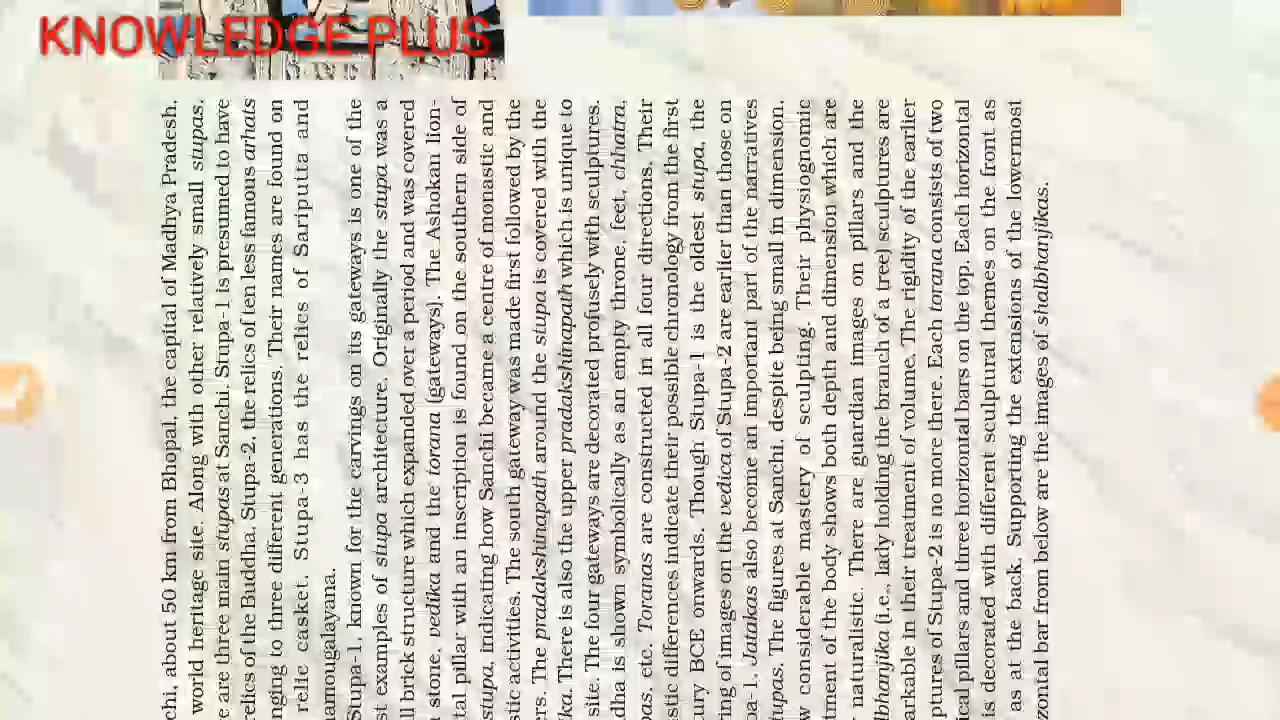 KNOWLEDGE PLUS
chi, about 50 km from Bhopal, the capital of Madhya Pradesh,
world heritage site. Along with other relatively small stupas,
e are three main stupas at Sanchi. Stupa-1 is presumed to have
relics of the Buddha, Stupa-2, the relics of ten less famous arhats
nging to three different generations. Their names are found on
relic casket. Stupa-3 has the relics of Sariputta and
hamougalayana.
Stupa-1, known for the carvings on its gateways is one of the
st examples of stupa architecture. Originally the stupa was a
ll brick structure which expanded over a period and was covered
stone, vedika and the torana (gateways). The Ashokan lion-
tal pillar with an inscription is found on the southern side of
stupa, indicating how Sanchi became a centre of monastic and
stic activities. The south gateway was made first followed by the
ers. The pradakshinapath around the stupa is covered with the
ka. There is also the upper pradakshinapath which is unique to
site. The four gateways are decorated profusely with sculptures.
dha is shown symbolically as an empty throne, feet, chhatra,
pas, etc. Toranas are constructed in all four directions. Their
stic differences indicate their possible chronology from the first
ury BCE onwards. Though Stupa-1 is the oldest stupa, the
ing of images on the vedica of Stupa-2 are earlier than those on
pa-1, Jatakas also become an important part of the narratives
tupas. The figures at Sanchi, despite being small in dimension,
w considerable mastery of sculpting. Their physiognomic
tment of the body shows both depth and dimension which are
naturalistic. There are guardian images on pillars and the
lbhanjika (i.e., lady holding the branch of a tree) sculptures are
arkable in their treatment of volume. The rigidity of the earlier
ptures of Stupa-2 is no more there. Each torana consists of two
ical pillars and three horizontal bars on the top. Each horizontal
is decorated with different sculptural themes on the front as
as at the back. Supporting the extensions of the lowermost
zontal bar from below are the images of shalbhanjikas.